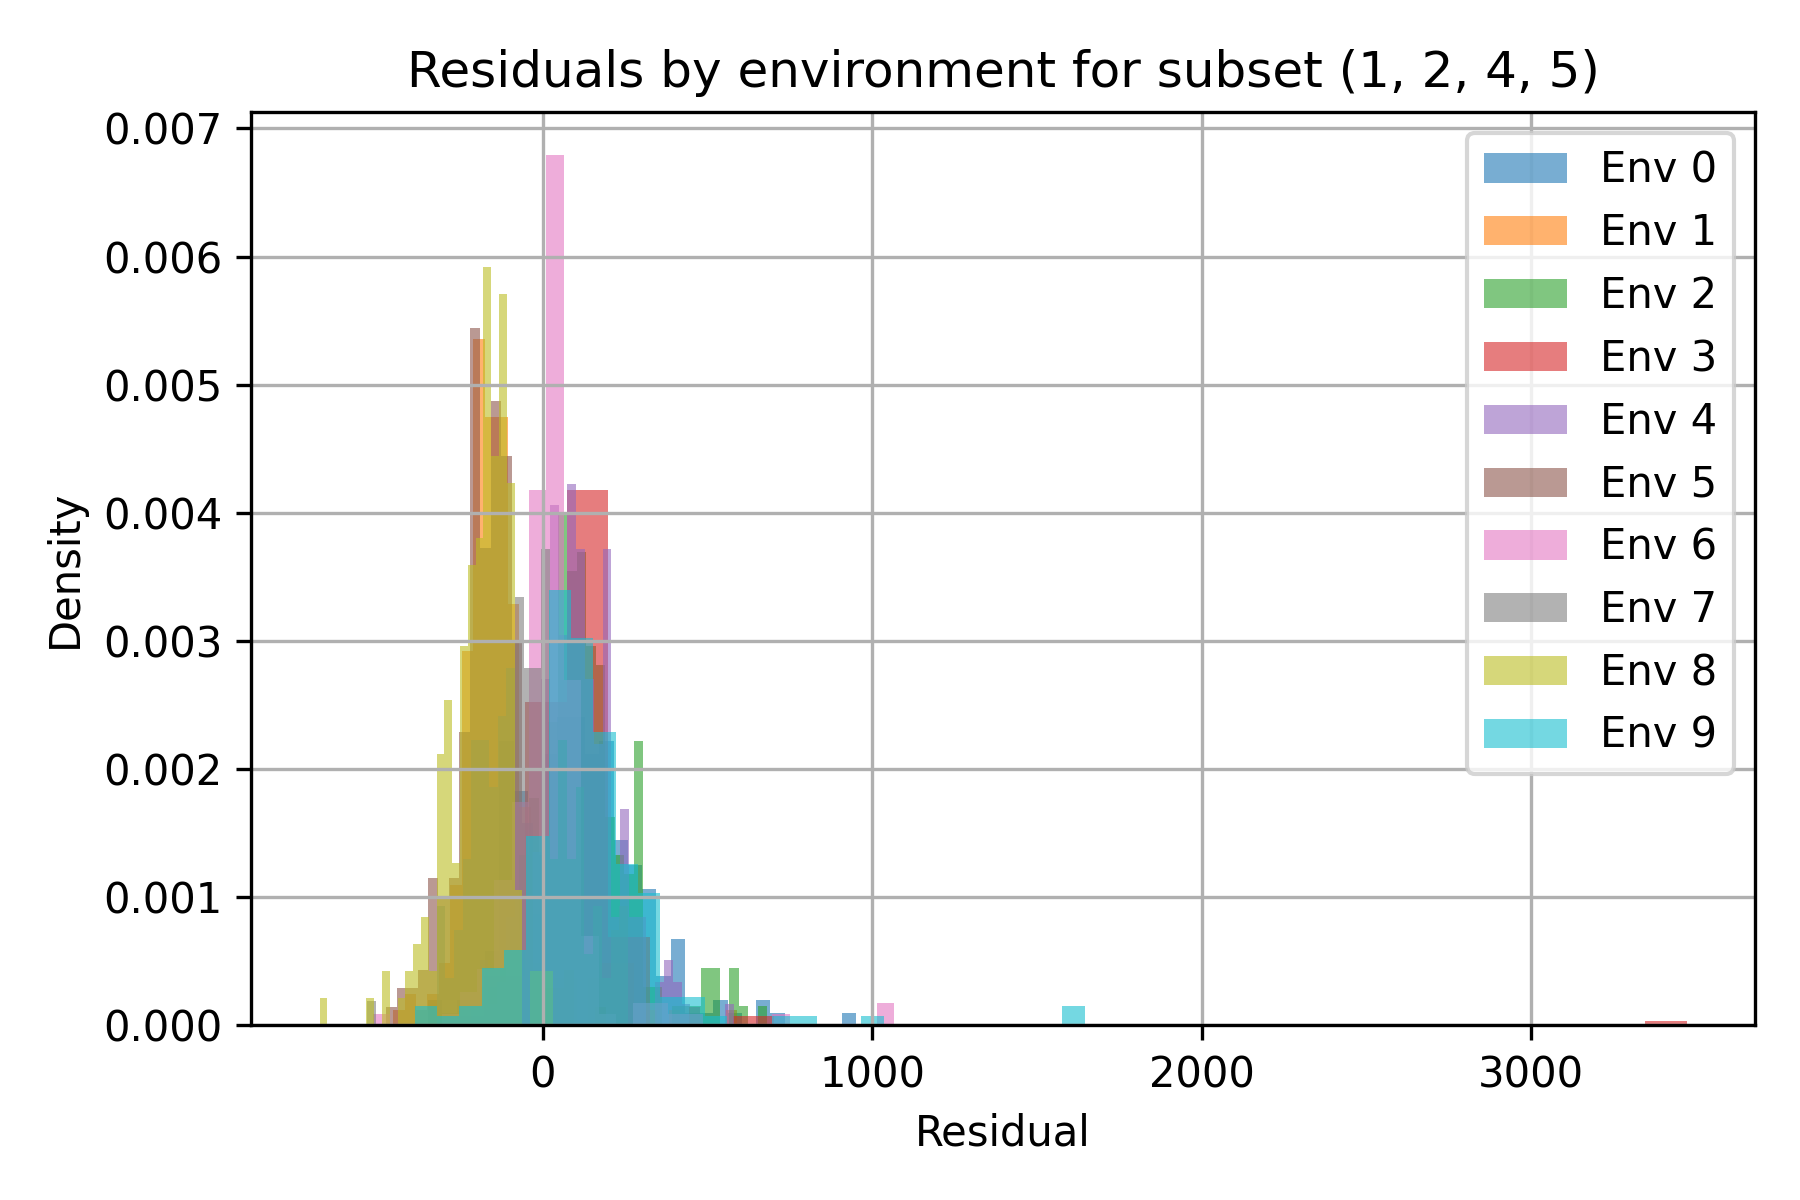 Residuals by environment for subset (1, 2, 4, 5)
0.007
0.006
0.005
0.004
0.003
0.002
0.001
0.000
Density
0
1000
2000
3000
Residual
Env 0
Env 1
Env 2
Env 3
Env 4
Env 5
Env 6
Env 7
Env 8
Env 9